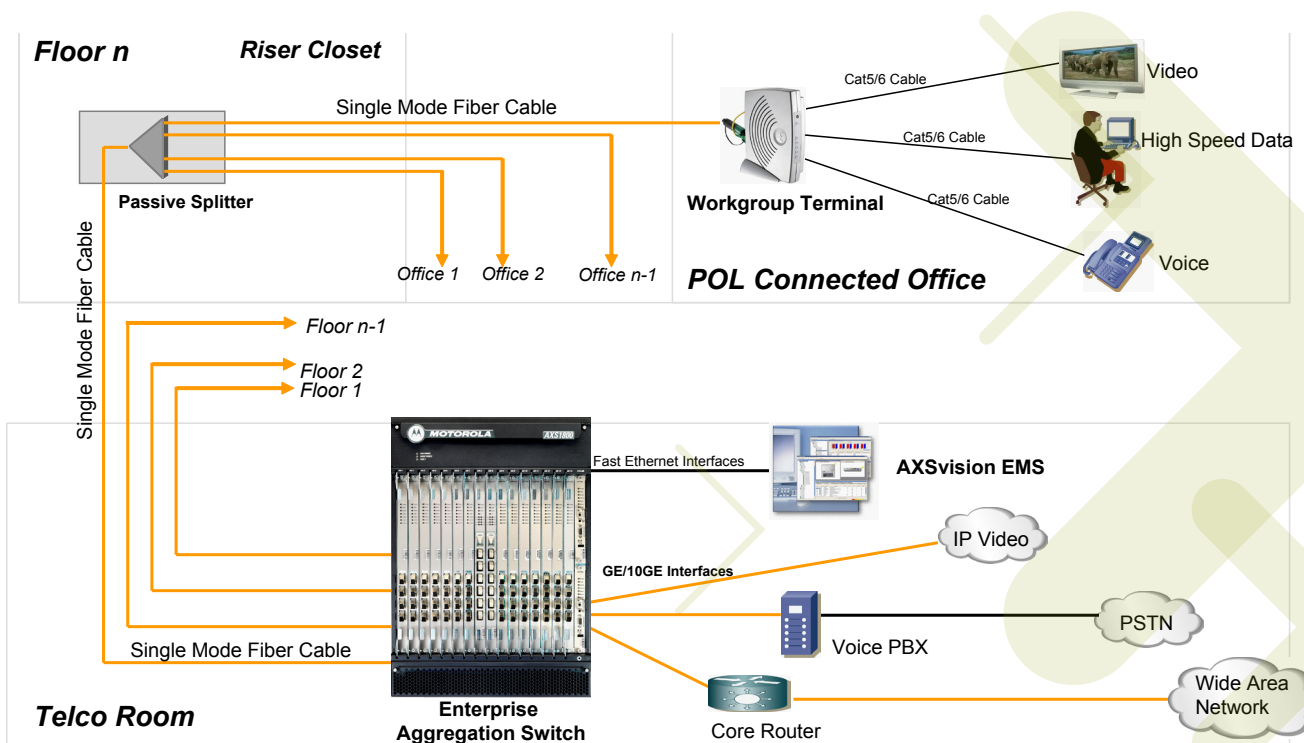 Floor n
Riser Closet
Single Mode Fiber Cable
Passive Splitter
Single Mode Fiber Cable
Office 1
Office 2
Office n-1
Cat5/6 Cable
Cat5/6 Cable
Cat5/6 Cable
Workgroup Terminal
Video
High Speed Data
Voice
POL Connected Office
Floor n-1
Floor 2
Floor 1
MOTOROLA
AXS1800
Fast Ethernet Interfaces
AXSvision EMS
GE/10GE Interfaces
IP Video
Voice PBX
PSTN
Single Mode Fiber Cable
Core Router
Wide Area
Network
Enterprise
Aggregation Switch
Telco Room